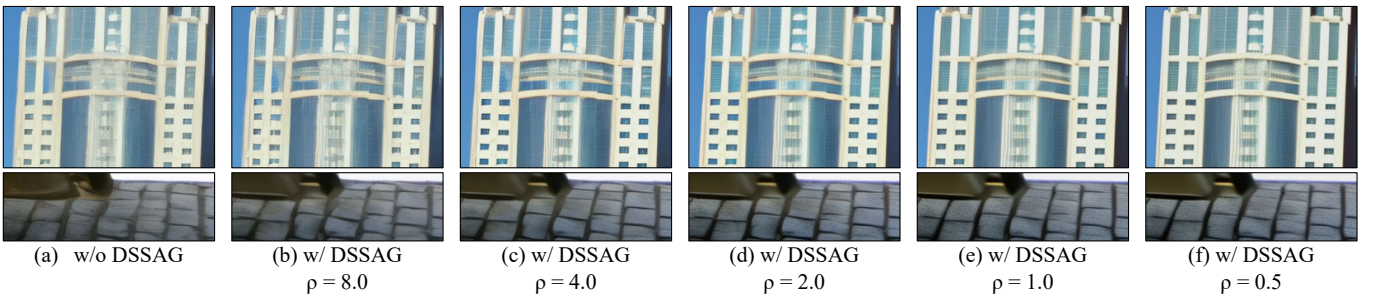 (a) w/o DSSAG
(b) w/ DSSAG
ρ = 8.0
(c) w/ DSSAG
ρ = 4.0
(d) w/ DSSAG
ρ = 2.0
(e) w/ DSSAG
ρ = 1.0
(f) w/ DSSAG
ρ = 0.5